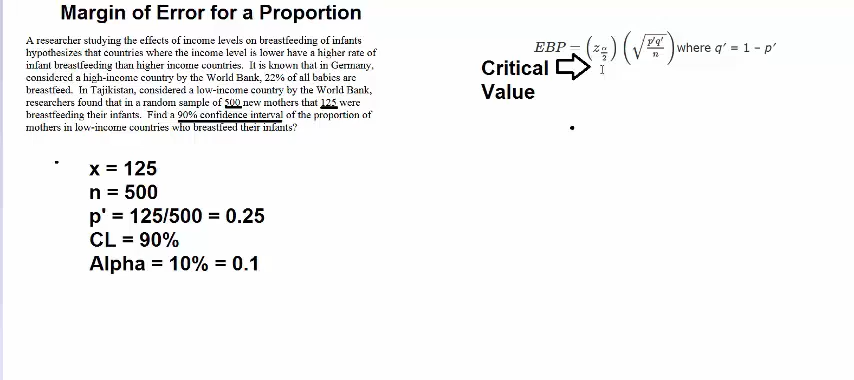 Margin of Error for a Proportion
A researcher studying the effects of income levels on breastfeeding of infants
hypothesizes that countries where the income level is lower have a higher rate of
infant breastfeeding than higher income countries. It is known that in Germany,
considered a high-income country by the World Bank, 22% of all babies are
breastfeed. In Tajikistan, considered a low-income country by the World Bank,
researchers found that in a random sample of 500 new mothers that 125 were
breastfeeding their infants. Find a 90% confidence interval of the proportion of
mothers in low-income countries who breastfeed their infants?
x = 125
n = 500
p' = 125/500 = 0.25
CL = 90%
Alpha = 10% = 0.1
EBP = (z_{α/2}) (√(p'q'/n)) where q' = 1 - p'
Critical
Value